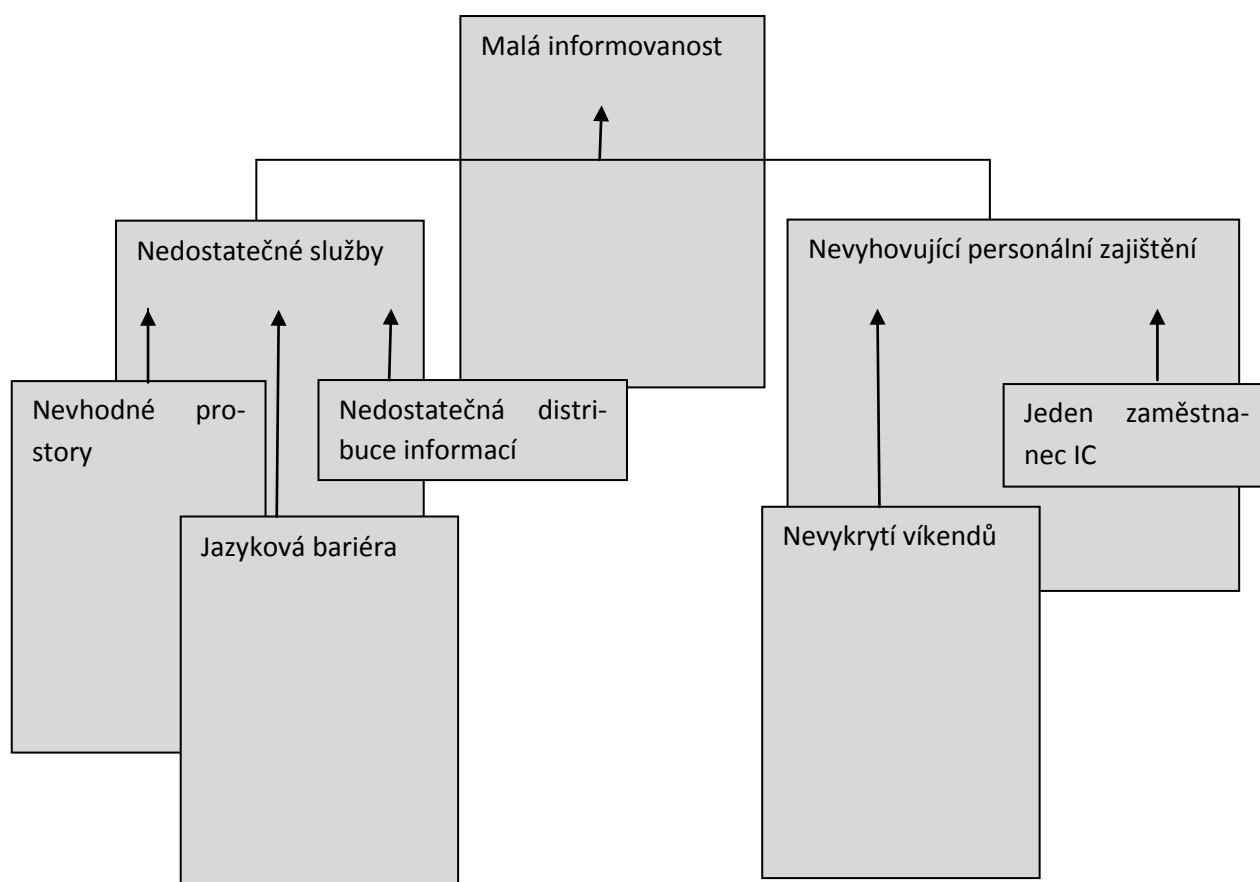 Malá informovanost
Nedostatečné služby
Nevyhovující personální zajištění
Nevhodné pro-
story
Nedostatečná distri-
buce informací
Jeden zaměstna-
nec IC
Jazyková bariéra
Nevykrytí víkendů